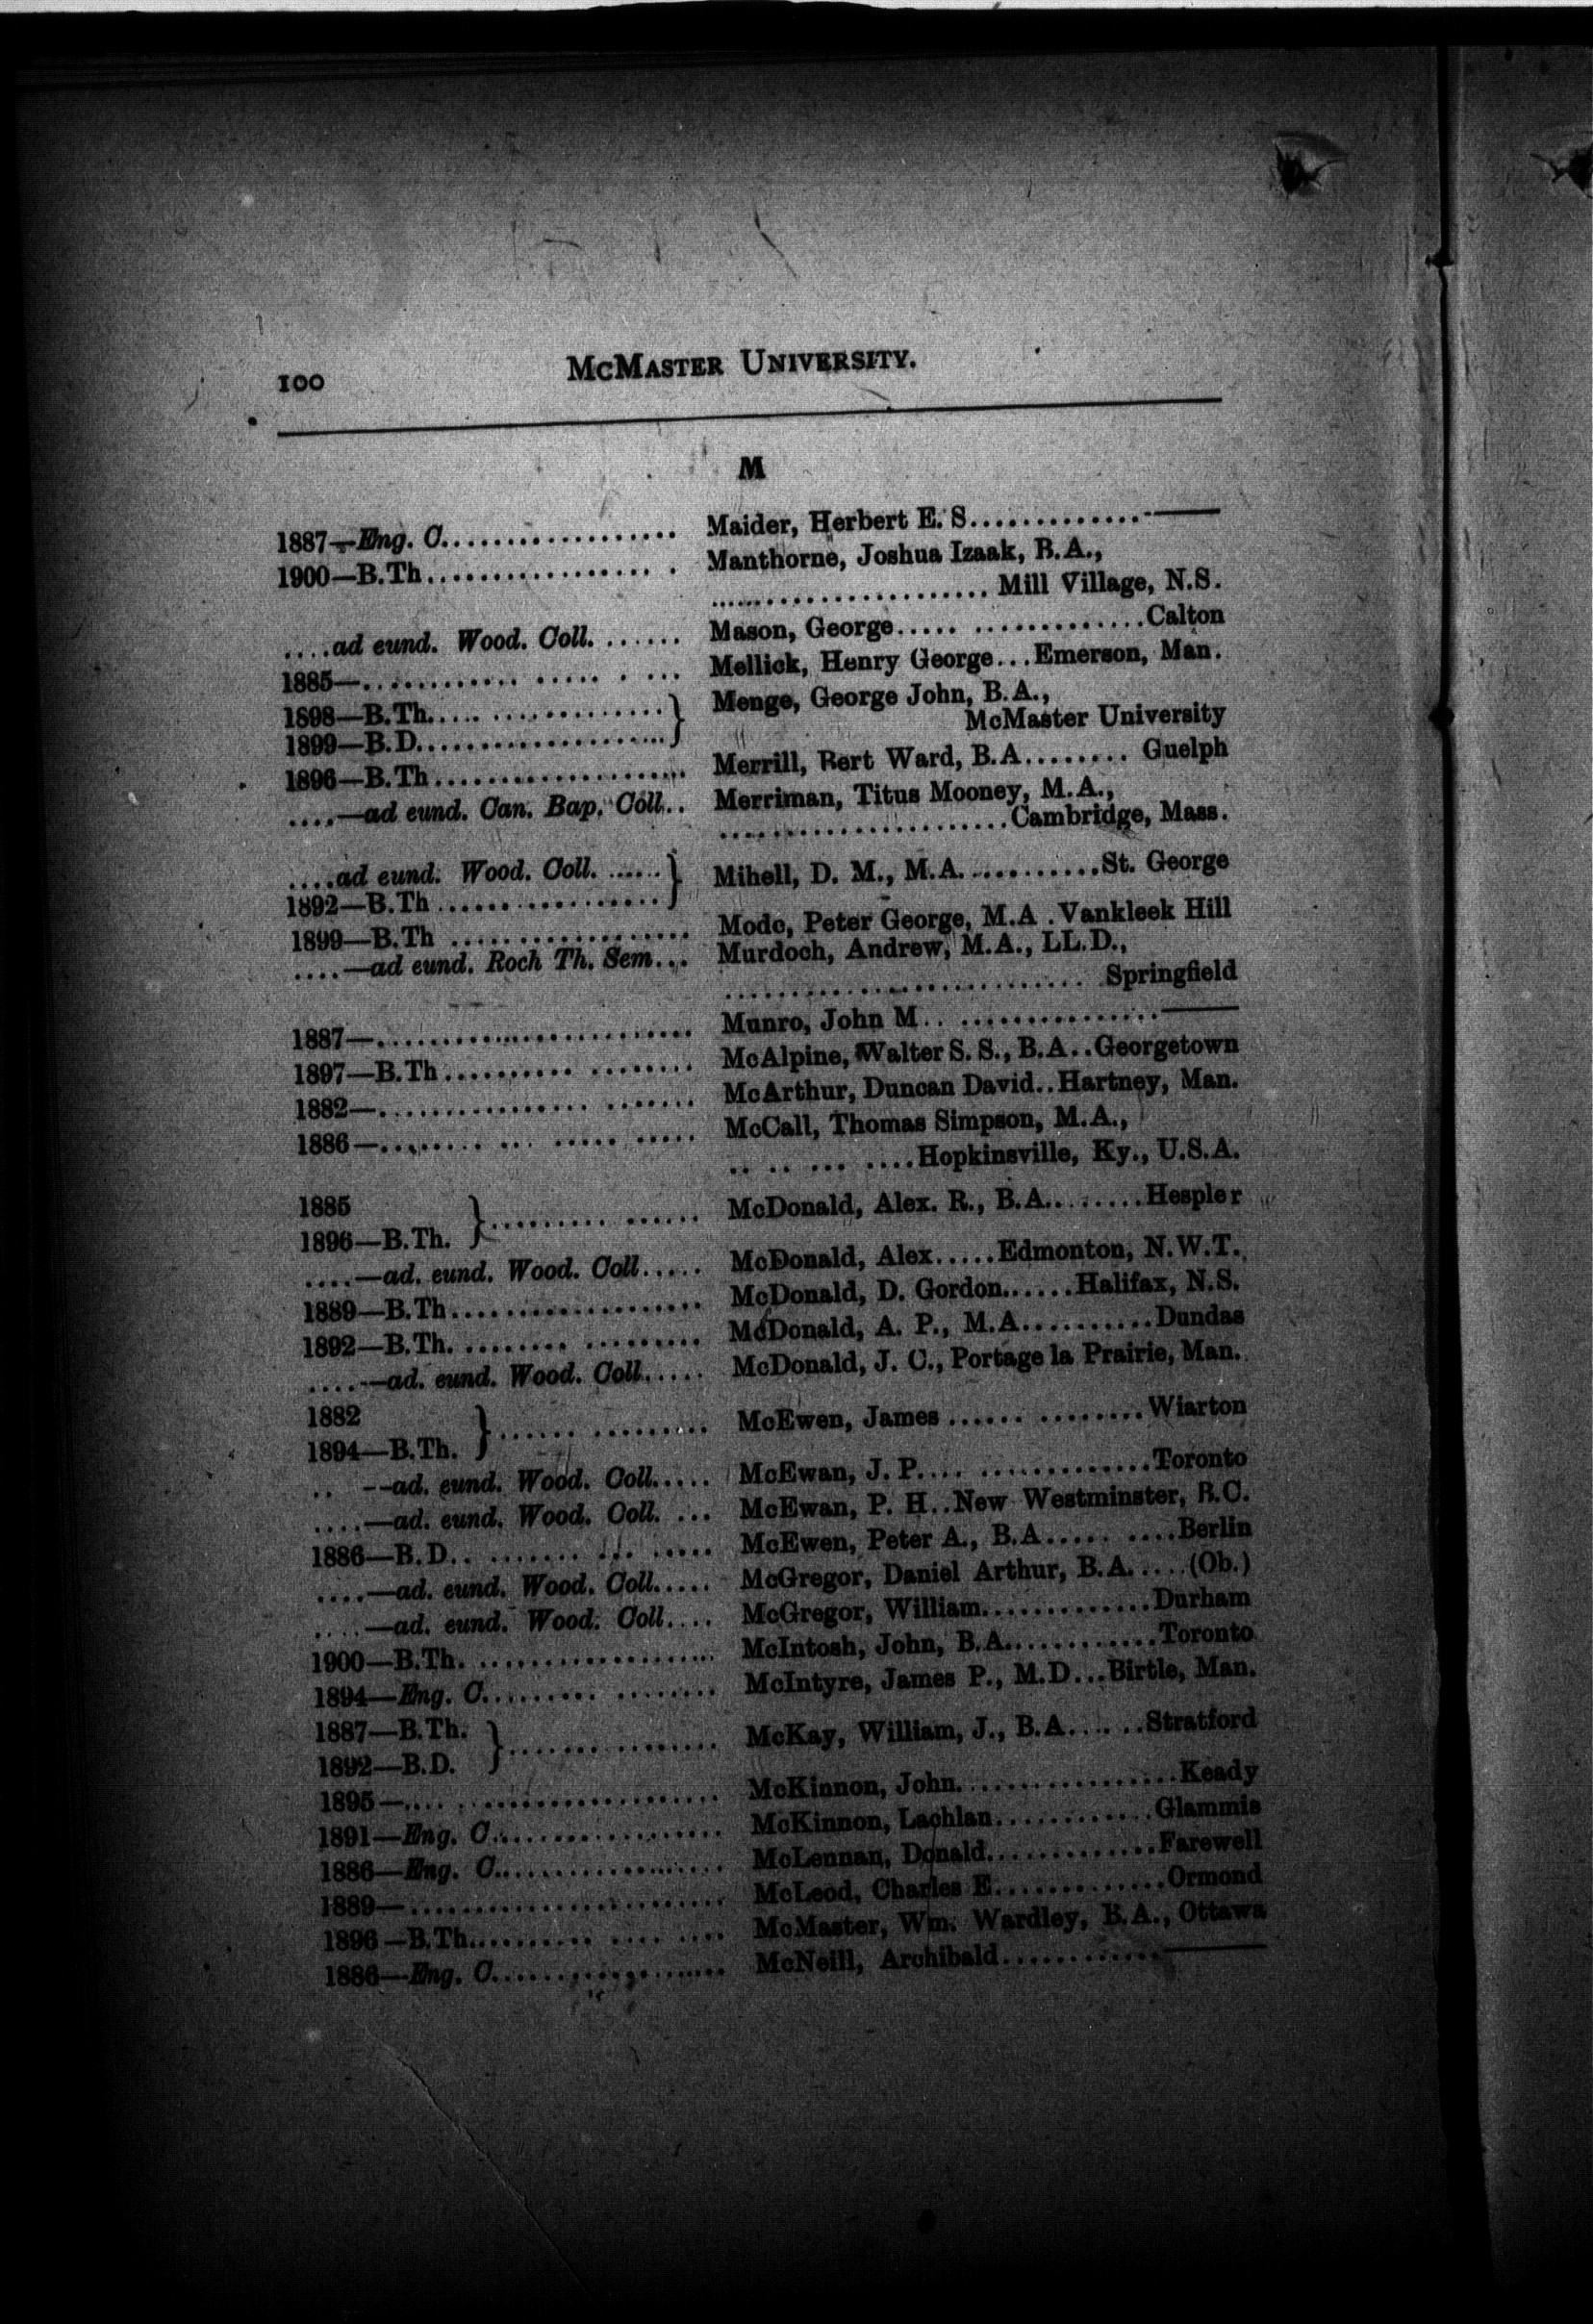 100 McMASTER UNIVERSITY.
M
1887—Eng. C.................. Maider, Herbert E. S..............——
1900—B.Th................. . Manthorne, Joshua Izaak, B.A.,
...................... Mill Village, N.S.
....ad eund. Wood. Coll. ....... Mason, George..... .............Calton
1885—............ ..... . ... Mellick, Henry George...Emerson, Man.
1898—B.Th..... .............} Menge, George John, B.A.,
1899—B.D...................} McMaster University
1896—B.Th.................... Merrill, Bert Ward, B.A........ Guelph
....—ad eund. Can. Bap. Coll.. Merriman, Titus Mooney, M.A.,
......................Cambridge, Mass.
....ad eund. Wood. Coll. ......} Mihell, D. M., M.A...........St. George
1892—B.Th .................}
1899—B.Th ................... Mode, Peter George, M.A .Vankleek Hill
....—ad eund. Roch Th. Sem... Murdoch, Andrew, M.A., LL.D.,
........................... Springfield
1887—........................ Munro, John M.. ...............——
1897—B.Th.......... ........ McAlpine, Walter S. S., B.A..Georgetown
1882—................ ....... McArthur, Duncan David..Hartney, Man.
1886—........ ... ..... ..... McCall, Thomas Simpson, M.A.,
.. .. ... ....Hopkinsville, Ky., U.S.A.
1885
1896—B.Th. }......... ...... McDonald, Alex. R., B.A........Hespler
....—ad. eund. Wood. Coll..... McDonald, Alex.....Edmonton, N.W.T.
1889—B.Th................... McDonald, D. Gordon......Halifax, N.S.
1892—B.Th. ........ ......... McDonald, A. P., M.A..........Dundas
....—ad. eund. Wood. Coll..... McDonald, J. C., Portage la Prairie, Man.
1882
1894—B.Th. }...... ......... McEwen, James ...... ........Wiarton
.. —ad. eund. Wood. Coll..... McEwan, J. P.... .............Toronto
....—ad. eund. Wood. Coll. ... McEwan, P. H..New Westminster, B.C.
1886—B.D.. ....... ... ..... McEwen, Peter A., B.A..... ....Berlin
....—ad. eund. Wood. Coll..... McGregor, Daniel Arthur, B.A.....(Ob.)
....—ad. eund. Wood. Coll.... McGregor, William.............Durham
1900—B.Th. .................. McIntosh, John, B.A............Toronto
1894—Eng. C......... ........ McIntyre, James P., M.D...Birtle, Man.
1887—B.Th.
1892—B.D. }................ McKay, William, J., B.A......Stratford
1895—.... ................... McKinnon, John.................Keady
1891—Eng. C.................. McKinnon, Lachlan............Glammis
1886—Eng. C.................. McLennan, Donald.............Farewell
1889—........................ McLeod, Charles E.............Ormond
1896—B.Th.......... .... .... McMaster, Wm. Wardley, B.A., Ottawa
1886—Eng. C.................. McNeill, Archibald............——